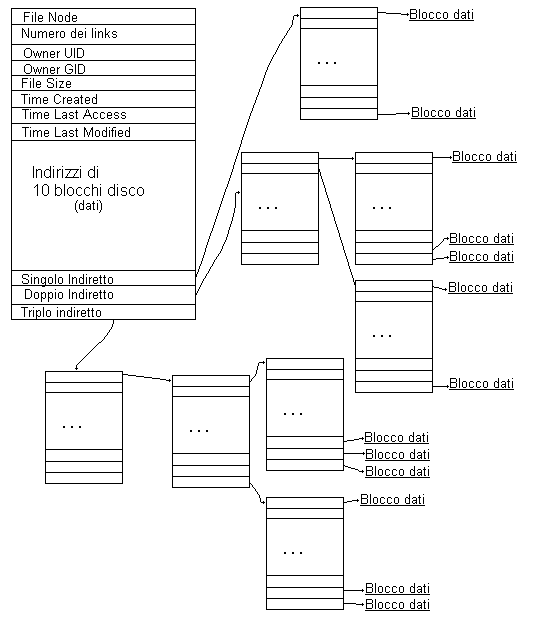 File Node
Numero dei links
Owner UID
Owner GID
File Size
Time Created
Time Last Access
Time Last Modified
Indirizzi di
10 blocchi disco
(dati)
Singolo Indiretto
Doppio Indiretto
Triplo indiretto
...
Blocco dati
Blocco dati
...
...
Blocco dati
Blocco dati
Blocco dati
...
Blocco dati
Blocco dati
...
...
...
Blocco dati
Blocco dati
Blocco dati
...
Blocco dati
Blocco dati
Blocco dati